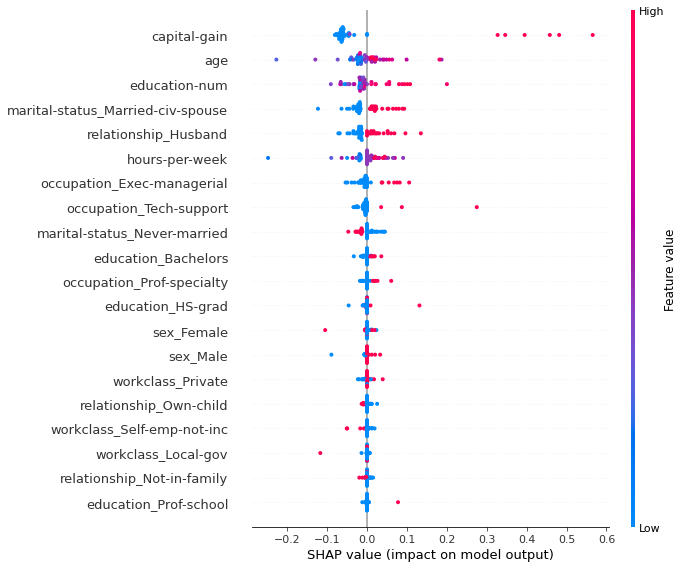 High
capital-gain
age
education-num
marital-status_Married-civ-spouse
relationship_Husband
hours-per-week
occupation_Exec-managerial
occupation_Tech-support
marital-status_Never-married
education_Bachelors
occupation_Prof-specialty
education_HS-grad
sex_Female
sex_Male
workclass_Private
relationship_Own-child
workclass_Self-emp-not-inc
workclass_Local-gov
relationship_Not-in-family
education_Prof-school
Feature value
Low
−0.2 −0.1 0.0 0.1 0.2 0.3 0.4 0.5 0.6
SHAP value (impact on model output)